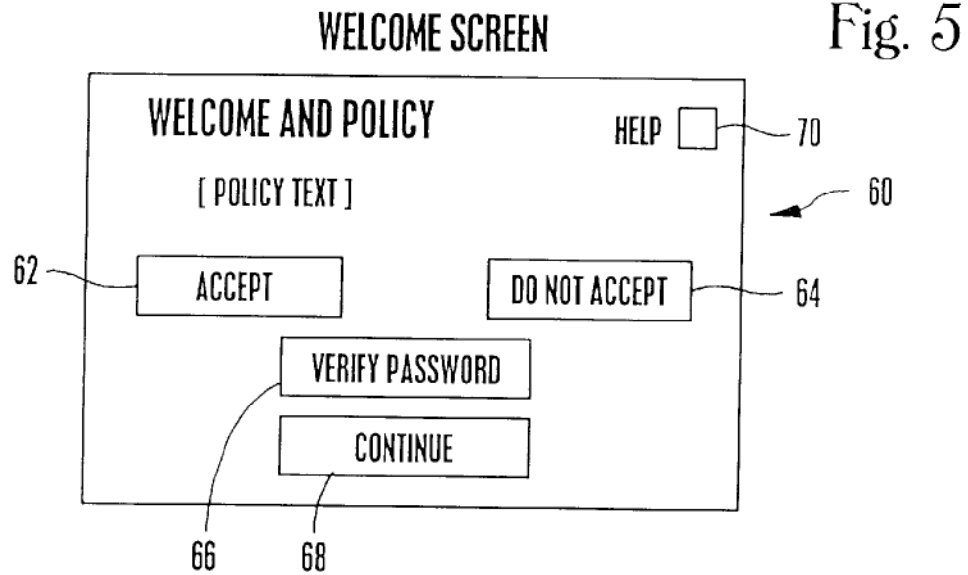 Fig. 5
WELCOME SCREEN
WELCOME AND POLICY
HELP
70
[ POLICY TEXT ]
60
62
ACCEPT
DO NOT ACCEPT
64
VERIFY PASSWORD
CONTINUE
66
68